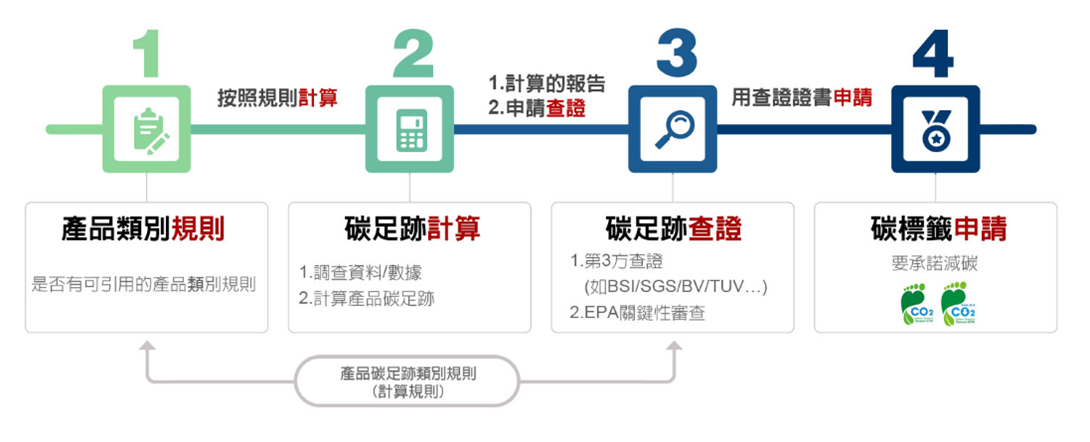 1
2
3
4
按照規則計算
1.計算的報告
2.申請查證
用查證證書申請
產品類別規則
是否有可引用的產品類別規則
碳足跡計算
1.調查資料/數據
2.計算產品碳足跡
碳足跡查證
1.第3方查證
(如BSI/SGS/BV/TUV…)
2.EPA關鍵性審查
碳標籤申請
要承諾減碳
CO2
CO2
產品碳足跡類別規則
(計算規則)